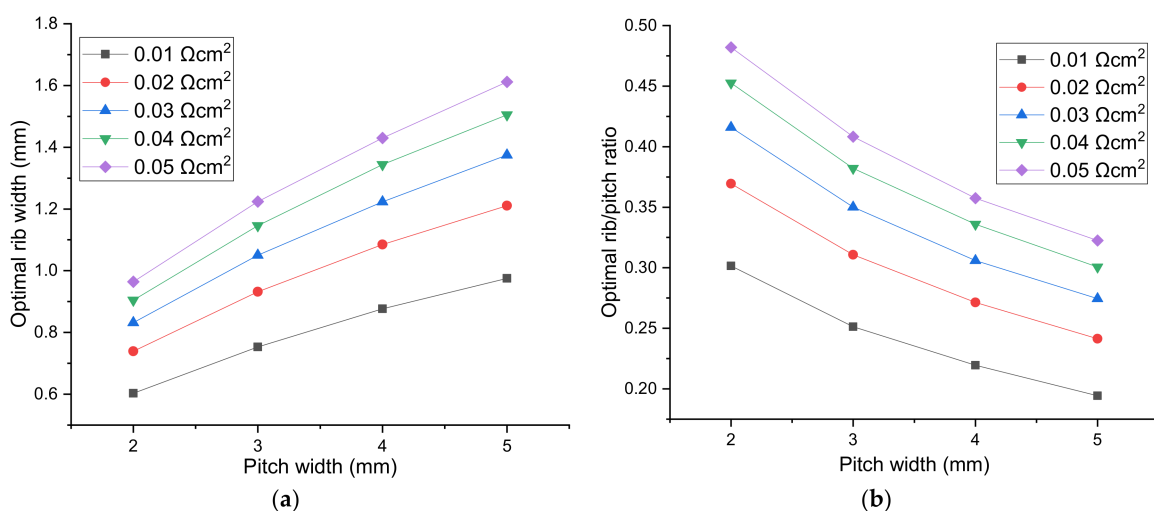 1.8
1.6
1.4
1.2
1.0
0.8
0.6
Optimal rib width (mm)
0.01 Ωcm²
0.02 Ωcm²
0.03 Ωcm²
0.04 Ωcm²
0.05 Ωcm²
2 3 4 5
Pitch width (mm)
(a)
0.50
0.45
0.40
0.35
0.30
0.25
0.20
Optimal rib/pitch ratio
0.01 Ωcm²
0.02 Ωcm²
0.03 Ωcm²
0.04 Ωcm²
0.05 Ωcm²
2 3 4 5
Pitch width (mm)
(b)